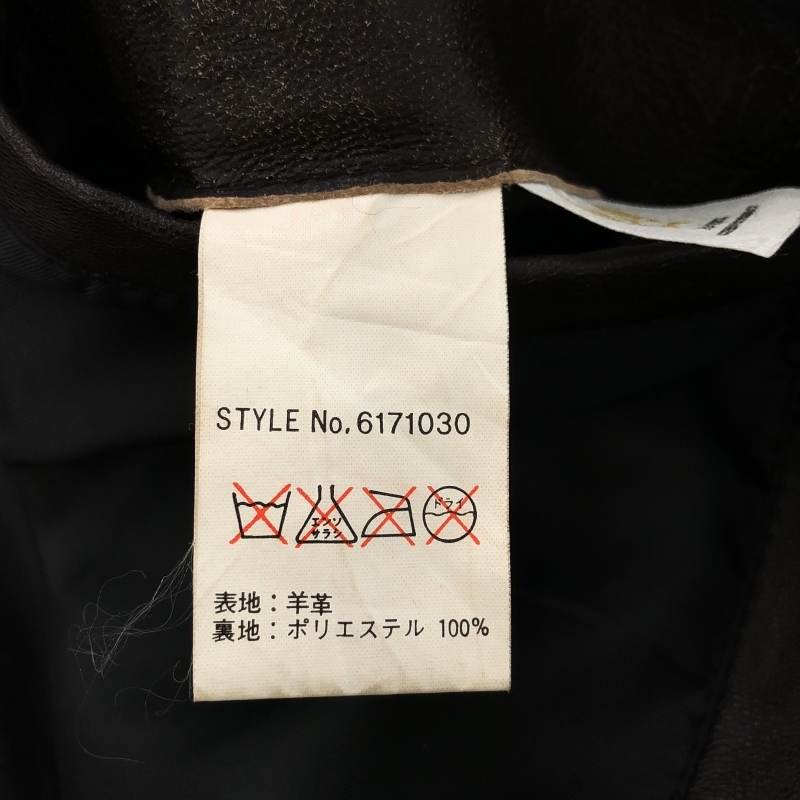 STYLE No. 6171030
エンソ
サラシ
ドライ
表地：羊革
裏地：ポリエステル 100%